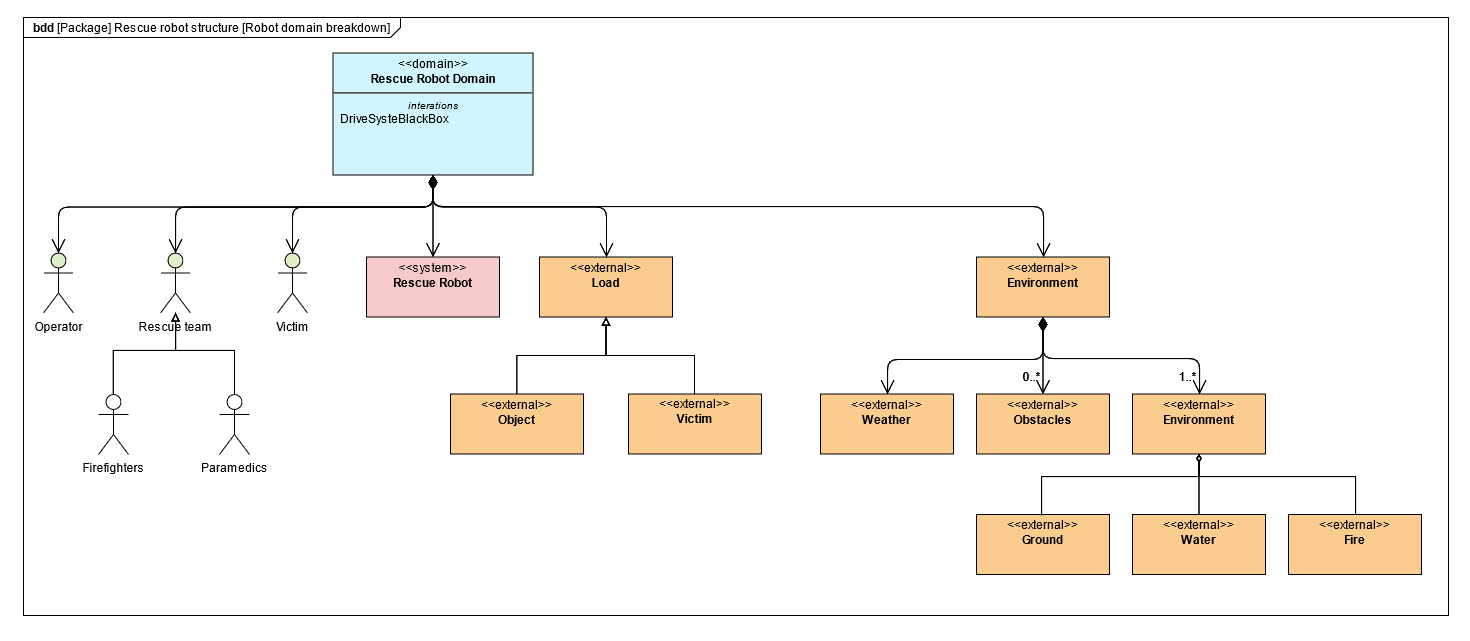 bdd [Package] Rescue robot structure [Robot domain breakdown]
<<domain>>
Rescue Robot Domain
interations
DriveSysteBlackBox
Operator
Rescue team
Victim
<<system>>
Rescue Robot
<<external>>
Load
<<external>>
Environment
Firefighters
Paramedics
<<external>>
Object
<<external>>
Victim
<<external>>
Weather
0..*
<<external>>
Obstacles
1..*
<<external>>
Environment
<<external>>
Ground
<<external>>
Water
<<external>>
Fire